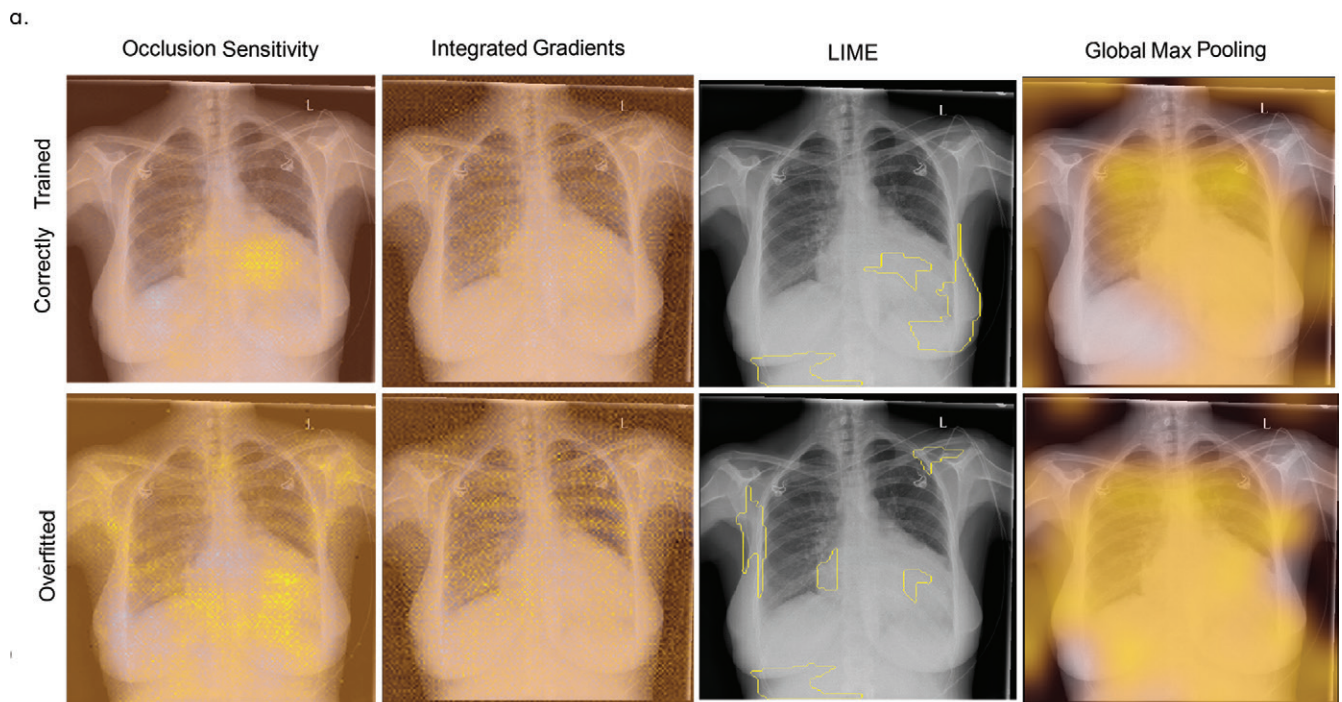 a.
Occlusion Sensitivity
Integrated Gradients
LIME
Global Max Pooling
Correctly Trained
L
L
L
L
Overfitted
L
L
L
L